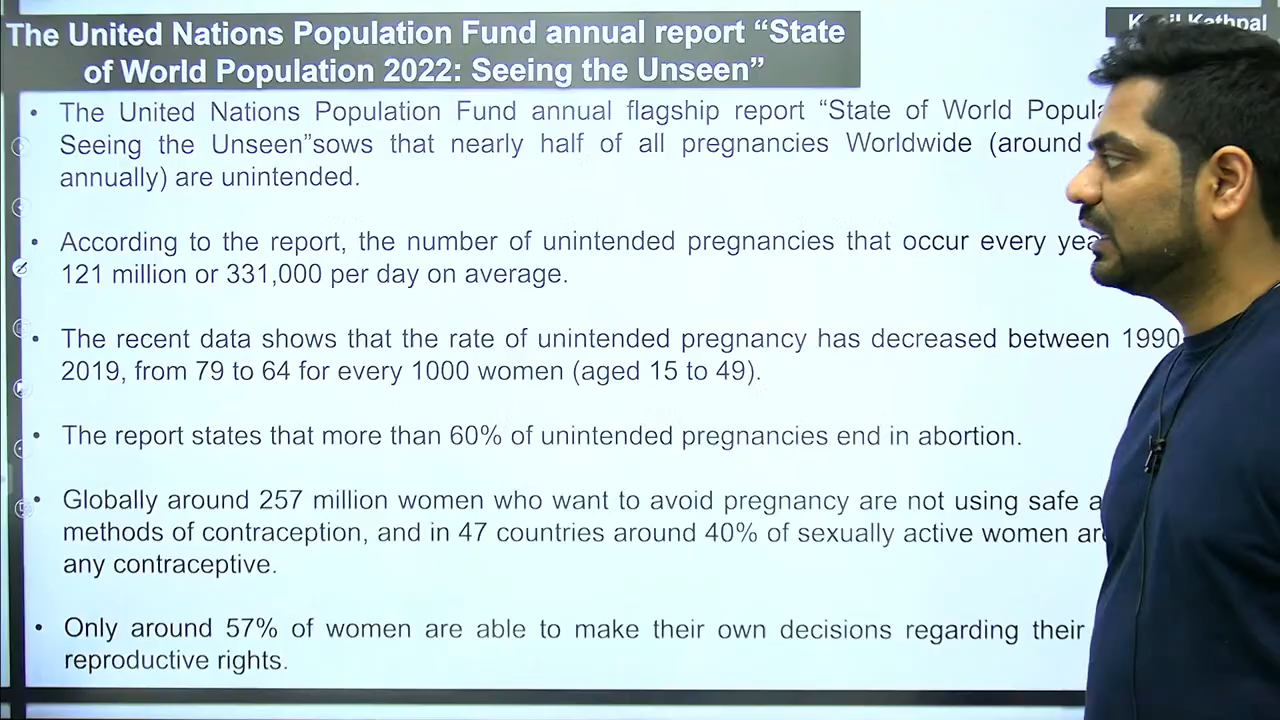 The United Nations Population Fund annual report “State
of World Population 2022: Seeing the Unseen”
Kathpal
• The United Nations Population Fund annual flagship report “State of World
Seeing the Unseen”sows that nearly half of all pregnancies Worldwide (around
annually) are unintended.
• According to the report, the number of unintended pregnancies that occur every
121 million or 331,000 per day on average.
• The recent data shows that the rate of unintended pregnancy has decreased between 1990
2019, from 79 to 64 for every 1000 women (aged 15 to 49).
• The report states that more than 60% of unintended pregnancies end in abortion.
• Globally around 257 million women who want to avoid pregnancy are not using safe
methods of contraception, and in 47 countries around 40% of sexually active women
any contraceptive.
• Only around 57% of women are able to make their own decisions regarding their
reproductive rights.